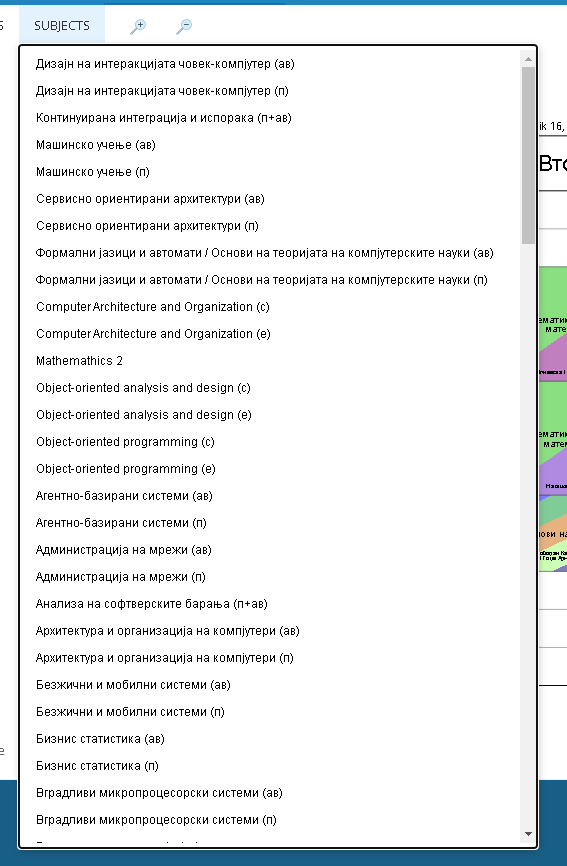 SUBJECTS
Дизајн на интеракцијата човек-компјутер (ав)
Дизајн на интеракцијата човек-компјутер (п)
Континуирана интеграција и испорака (п+ав)
Машинско учење (ав)
Машинско учење (п)
Сервисно ориентирани архитектури (ав)
Сервисно ориентирани архитектури (п)
Формални јазици и автомати / Основи на теоријата на компјутерските науки (ав)
Формални јазици и автомати / Основи на теоријата на компјутерските науки (п)
Computer Architecture and Organization (c)
Computer Architecture and Organization (e)
Mathemathics 2
Object-oriented analysis and design (c)
Object-oriented analysis and design (e)
Object-oriented programming (c)
Object-oriented programming (e)
Агентно-базирани системи (ав)
Агентно-базирани системи (п)
Администрација на мрежи (ав)
Администрација на мрежи (п)
Анализа на софтверските барања (п+ав)
Архитектура и организација на компјутери (ав)
Архитектура и организација на компјутери (п)
Безжични и мобилни системи (ав)
Безжични и мобилни системи (п)
Бизнис статистика (ав)
Бизнис статистика (п)
Вградливи микропроцесорски системи (ав)
Вградливи микропроцесорски системи (п)
ik 16,
Вто